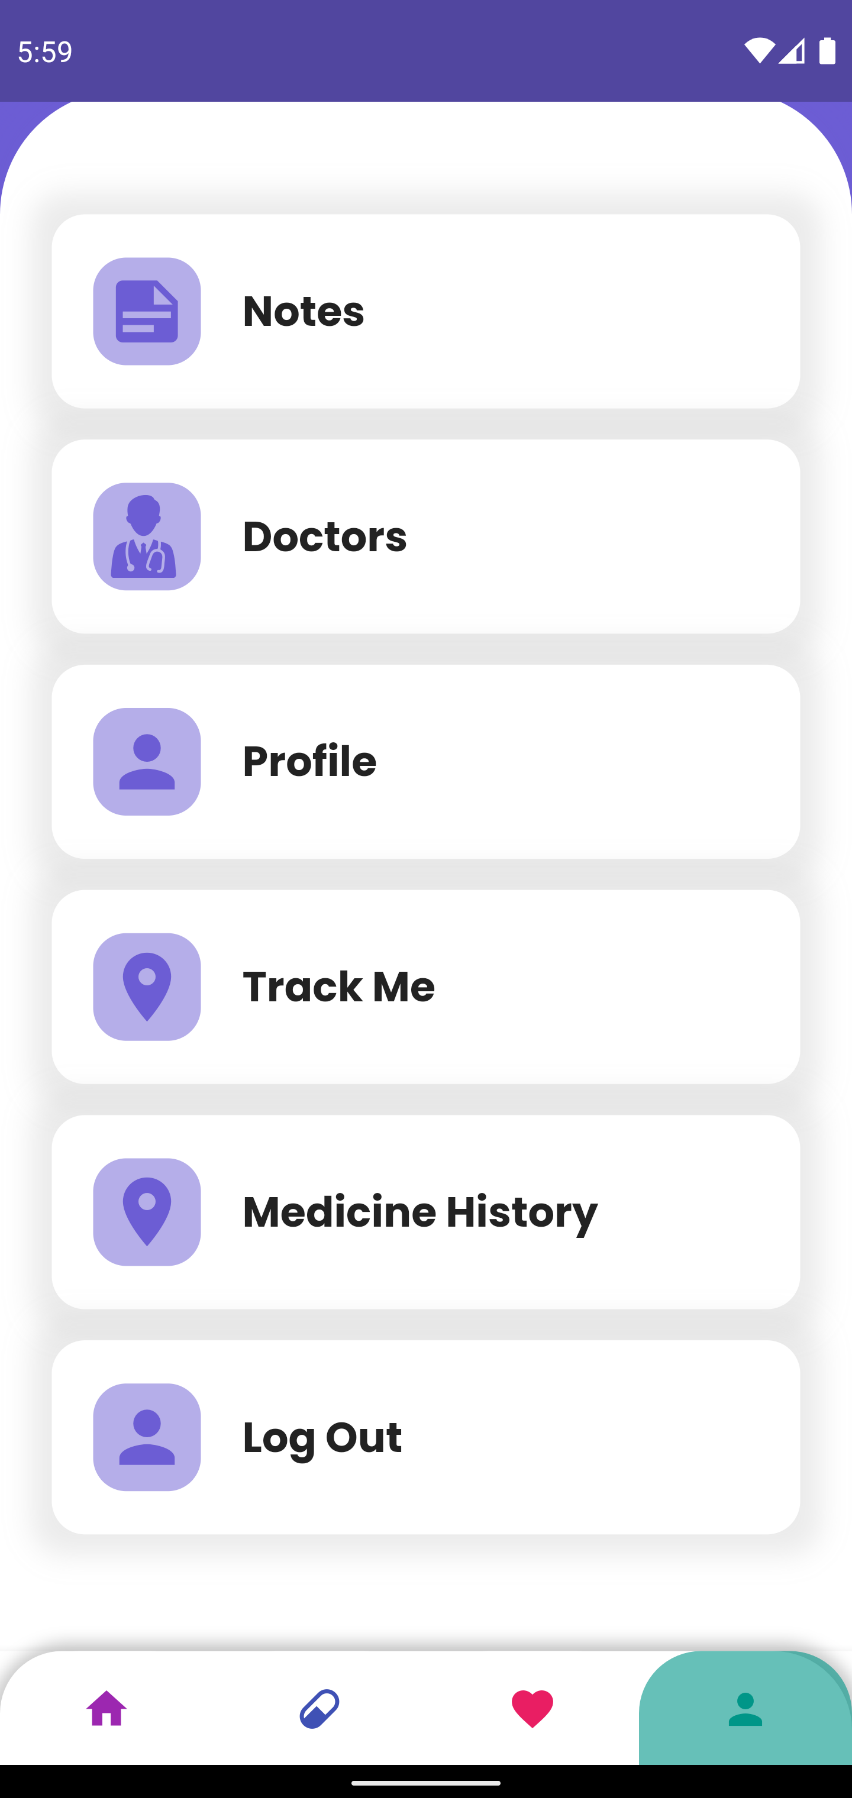 5:59
Notes
Doctors
Profile
Track Me
Medicine History
Log Out